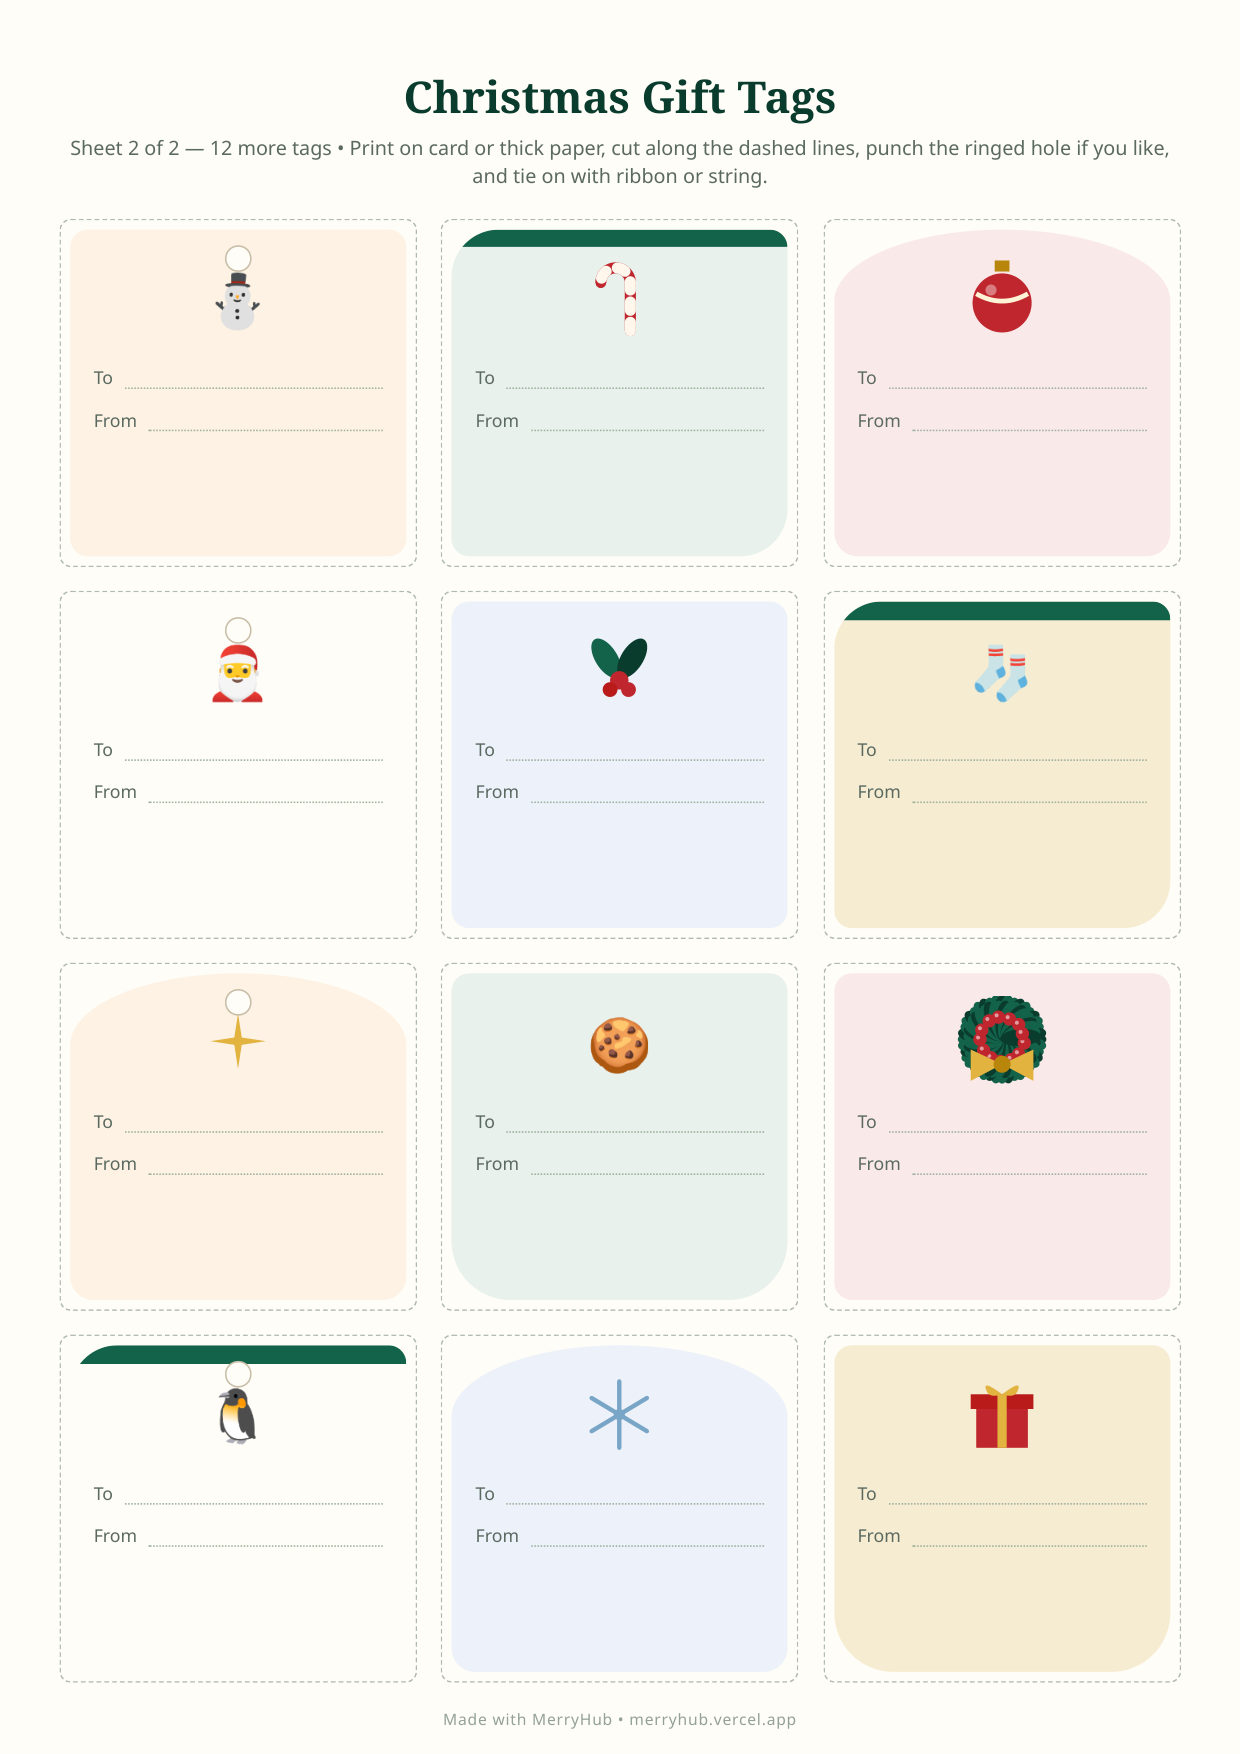 Christmas Gift Tags
Sheet 2 of 2 — 12 more tags • Print on card or thick paper, cut along the dashed lines, punch the ringed hole if you like,
and tie on with ribbon or string.
To
From
To
From
To
From
To
From
To
From
To
From
To
From
To
From
To
From
To
From
To
From
To
From
Made with MerryHub • merryhub.vercel.app